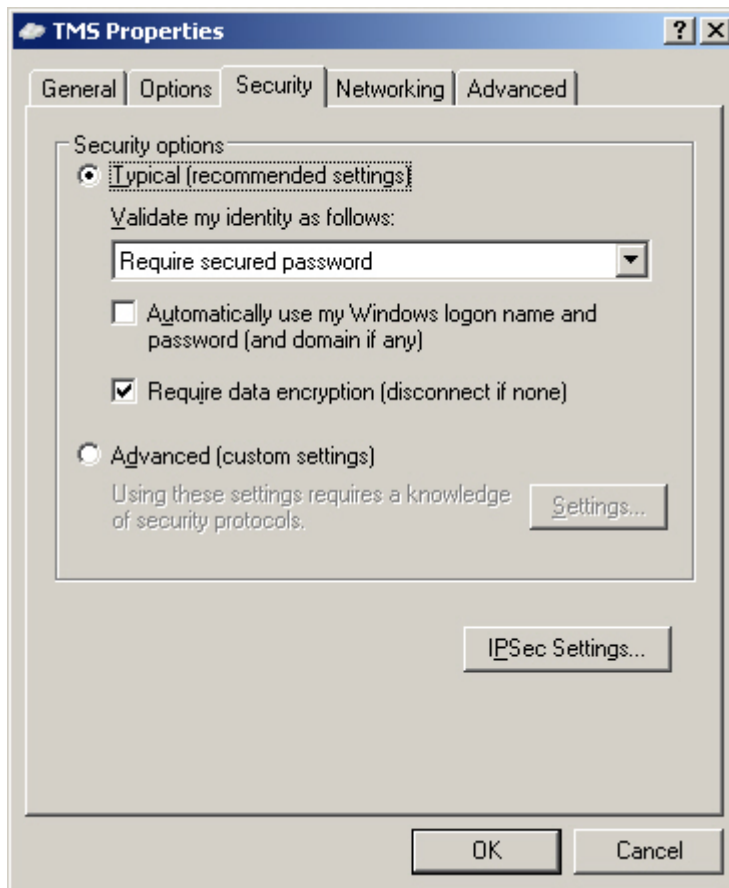 TMS Properties
General Options Security Networking Advanced
Security options
Typical (recommended settings)
Validate my identity as follows:
Require secured password
Automatically use my Windows logon name and
password (and domain if any)
Require data encryption (disconnect if none)
Advanced (custom settings)
Using these settings requires a knowledge
of security protocols.
Settings...
IPSec Settings...
OK Cancel